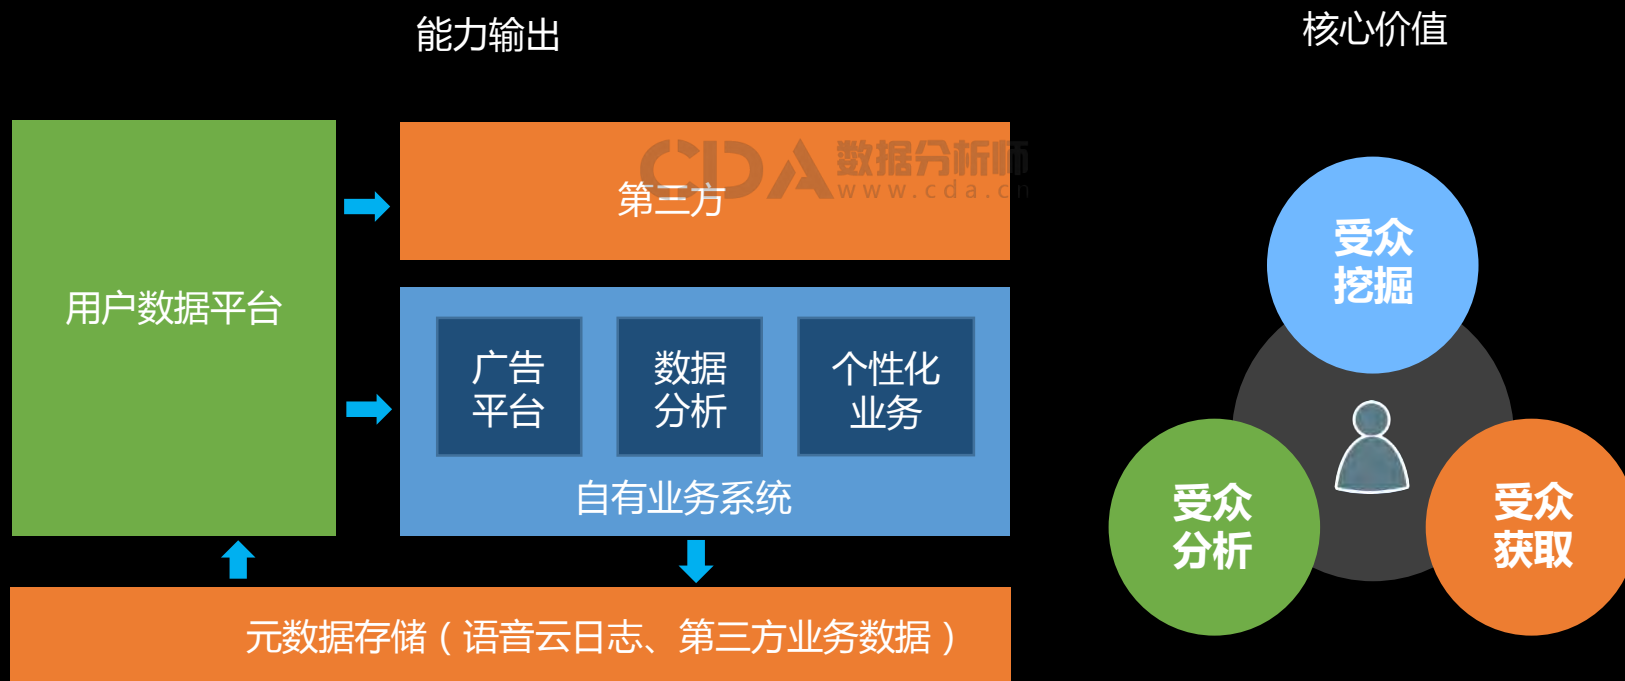 能力输出
核心价值
用户数据平台
CDA 数据分析师
www.cda.cn
第三方
广告
平台
数据
分析
个性化
业务
自有业务系统
元数据存储（语音云日志、第三方业务数据）
受众
挖掘
受众
分析
受众
获取